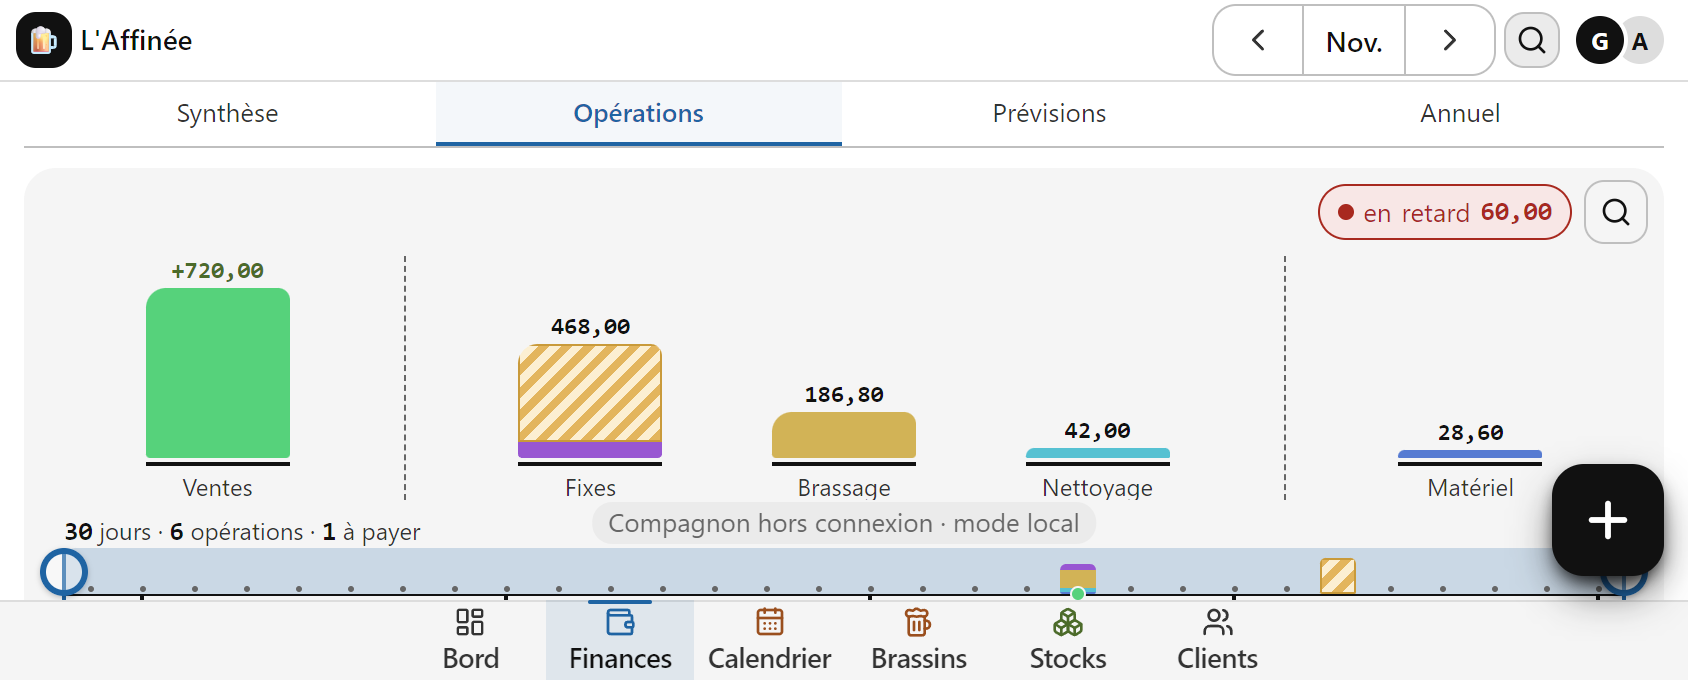 L'Affinée
Nov.
G A
Synthèse Opérations Prévisions Annuel
en retard 60,00
+720,00
468,00
186,80
42,00
28,60
Ventes Fixes Brassage Nettoyage Matériel
30 jours · 6 opérations · 1 à payer
Compagnon hors connexion · mode local
Bord Finances Calendrier Brassins Stocks Clients